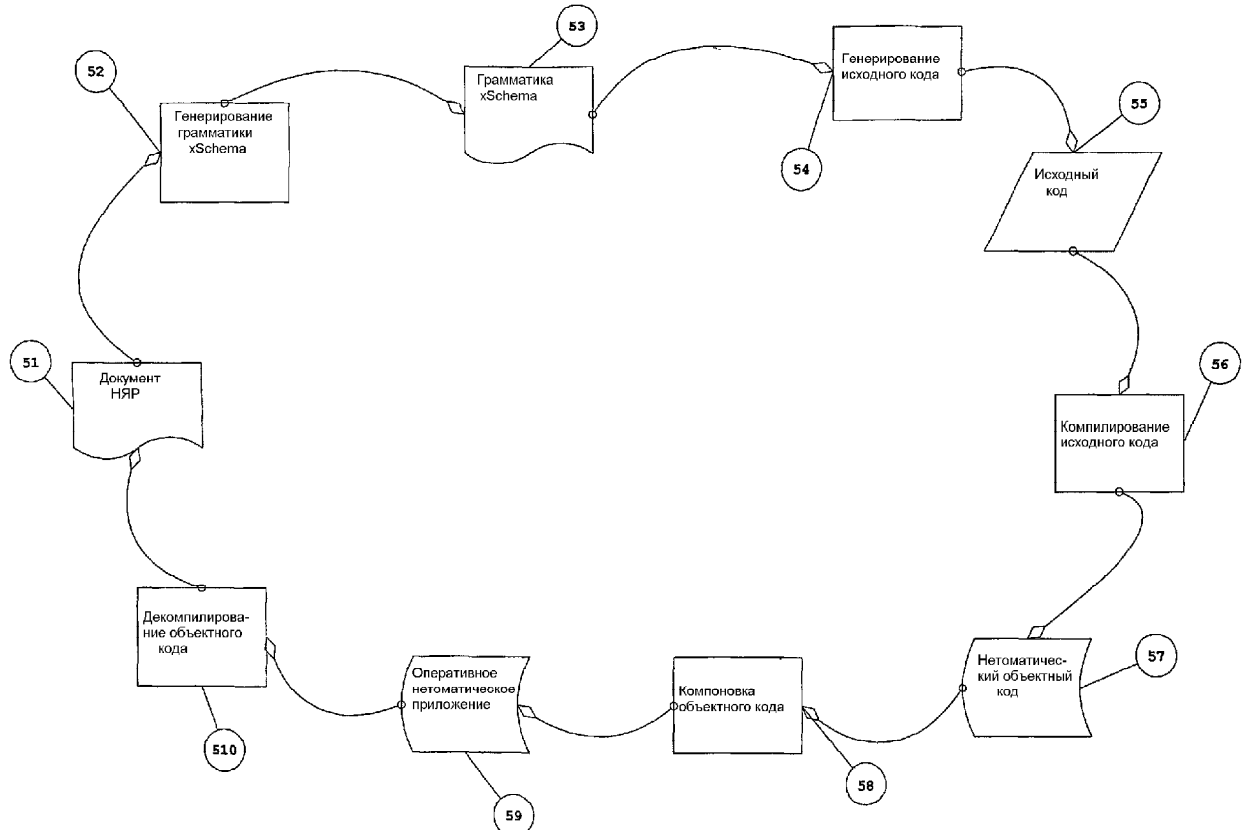 53
52
Грамматика
xSchema
Генерирование
исходного кода
55
Генерирование
грамматики
xSchema
54
Исходный
код
51
Документ
НЯР
56
Компилирование
исходного кода
Декомпилирова-
ние объектного
кода
Оперативное
нетоматическое
приложение
Компоновка
объектного кода
Нетоматичес-
кий объектный
код
57
510
58
59